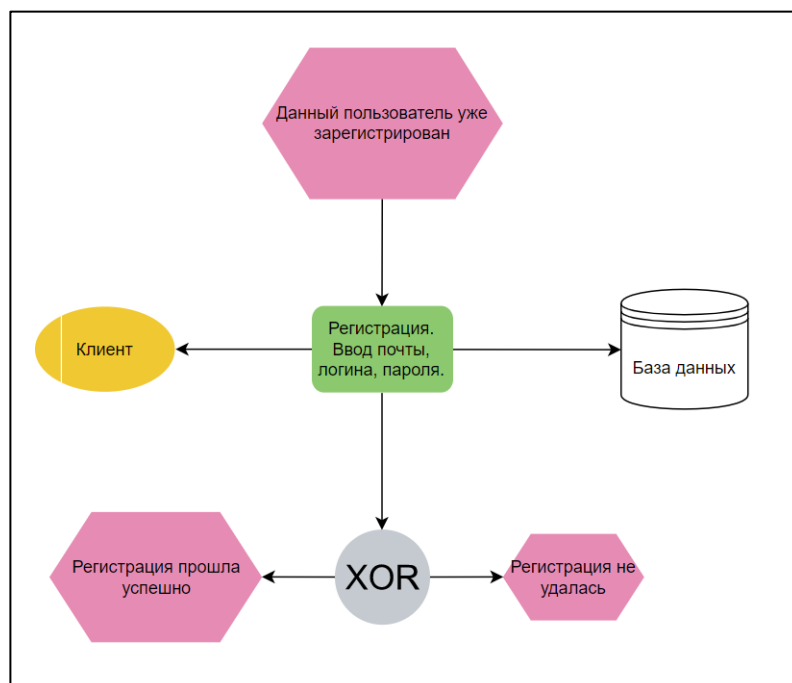 Данный пользователь уже
зарегистрирован
Клиент
Регистрация.
Ввод почты,
логина, пароля.
База данных
Регистрация прошла
успешно
XOR
Регистрация не
удалась